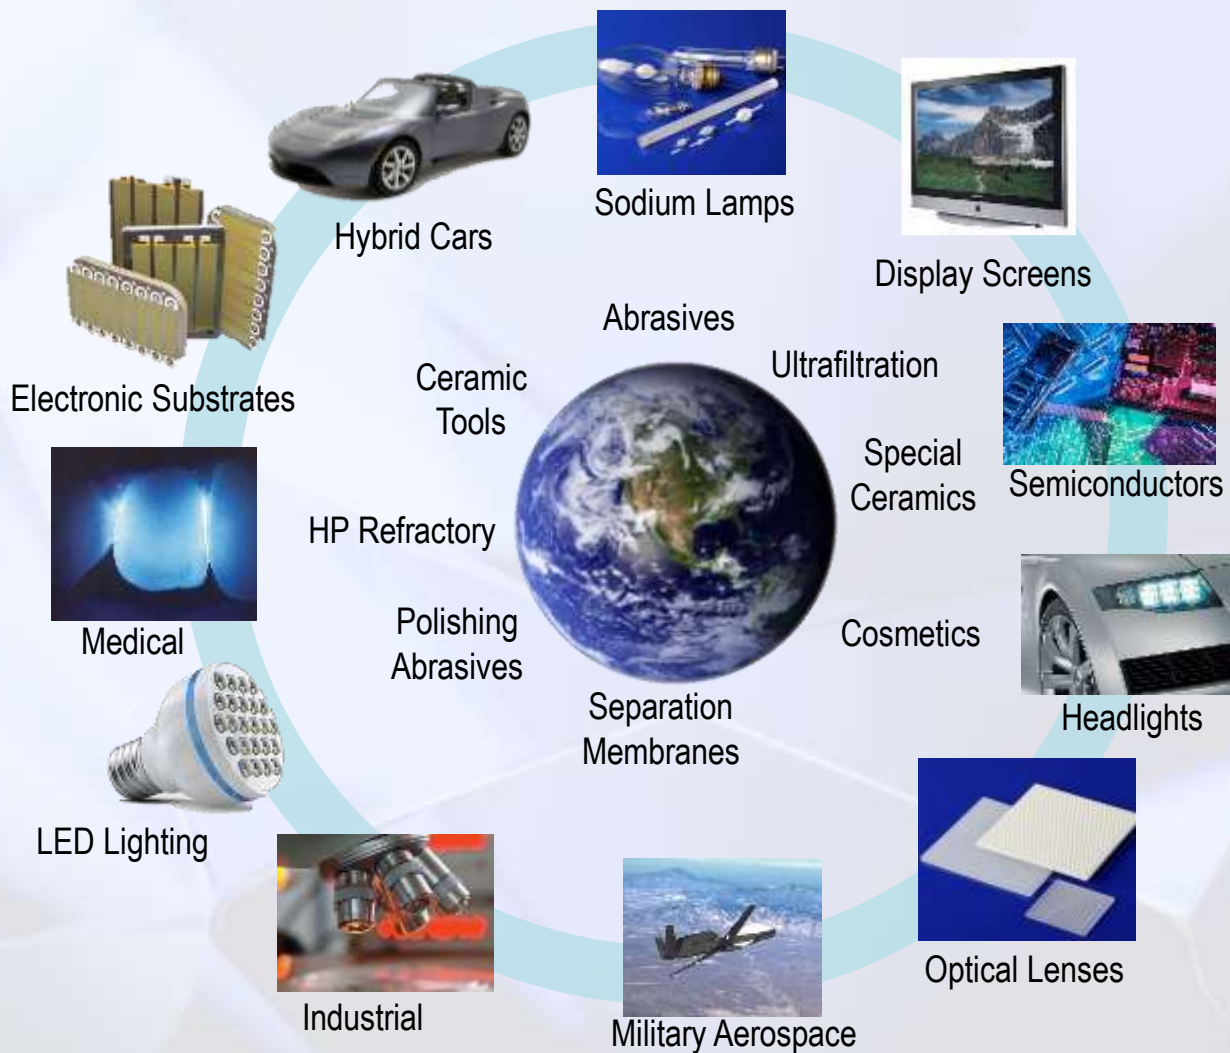 Sodium Lamps
Hybrid Cars
Display Screens
Abrasives
Ultrafiltration
Ceramic
Tools
Electronic Substrates
Special
Ceramics
Semiconductors
HP Refractory
Medical
Polishing
Abrasives
Cosmetics
Separation
Membranes
Headlights
LED Lighting
Optical Lenses
Industrial
Military Aerospace